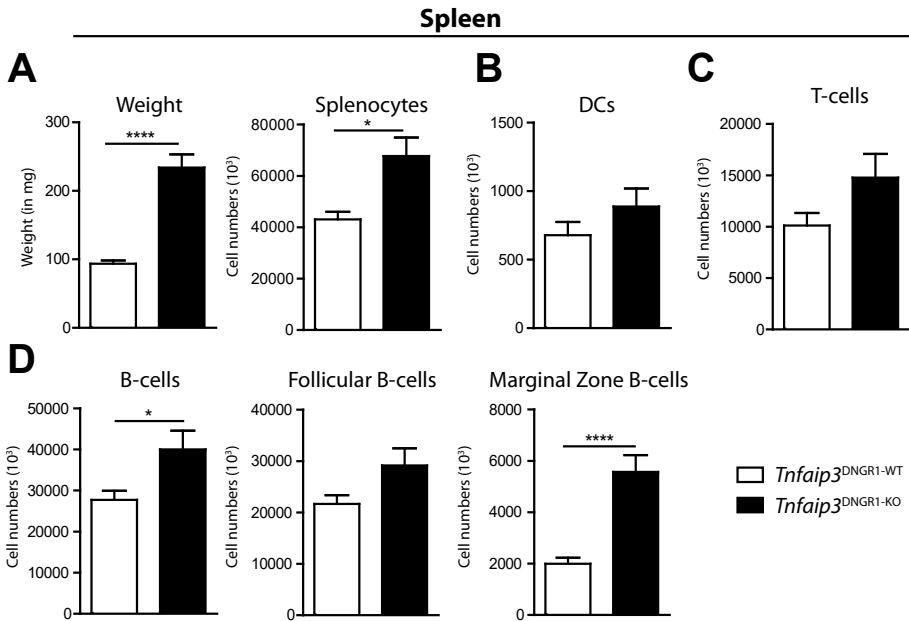 Spleen
A
Weight
Weight (in mg)
300
200
100
0
****
Splenocytes
Cell numbers (10³)
80000
60000
40000
20000
0
*
B
DCs
Cell numbers (10³)
1500
1000
500
0
C
T-cells
Cell numbers (10³)
20000
15000
10000
5000
0
D
B-cells
Cell numbers (10³)
50000
40000
30000
20000
10000
0
*
Follicular B-cells
Cell numbers (10³)
40000
30000
20000
10000
0
Marginal Zone B-cells
Cell numbers (10³)
8000
6000
4000
2000
0
****
Tnfaip3DNGR1-WT
Tnfaip3DNGR1-KO